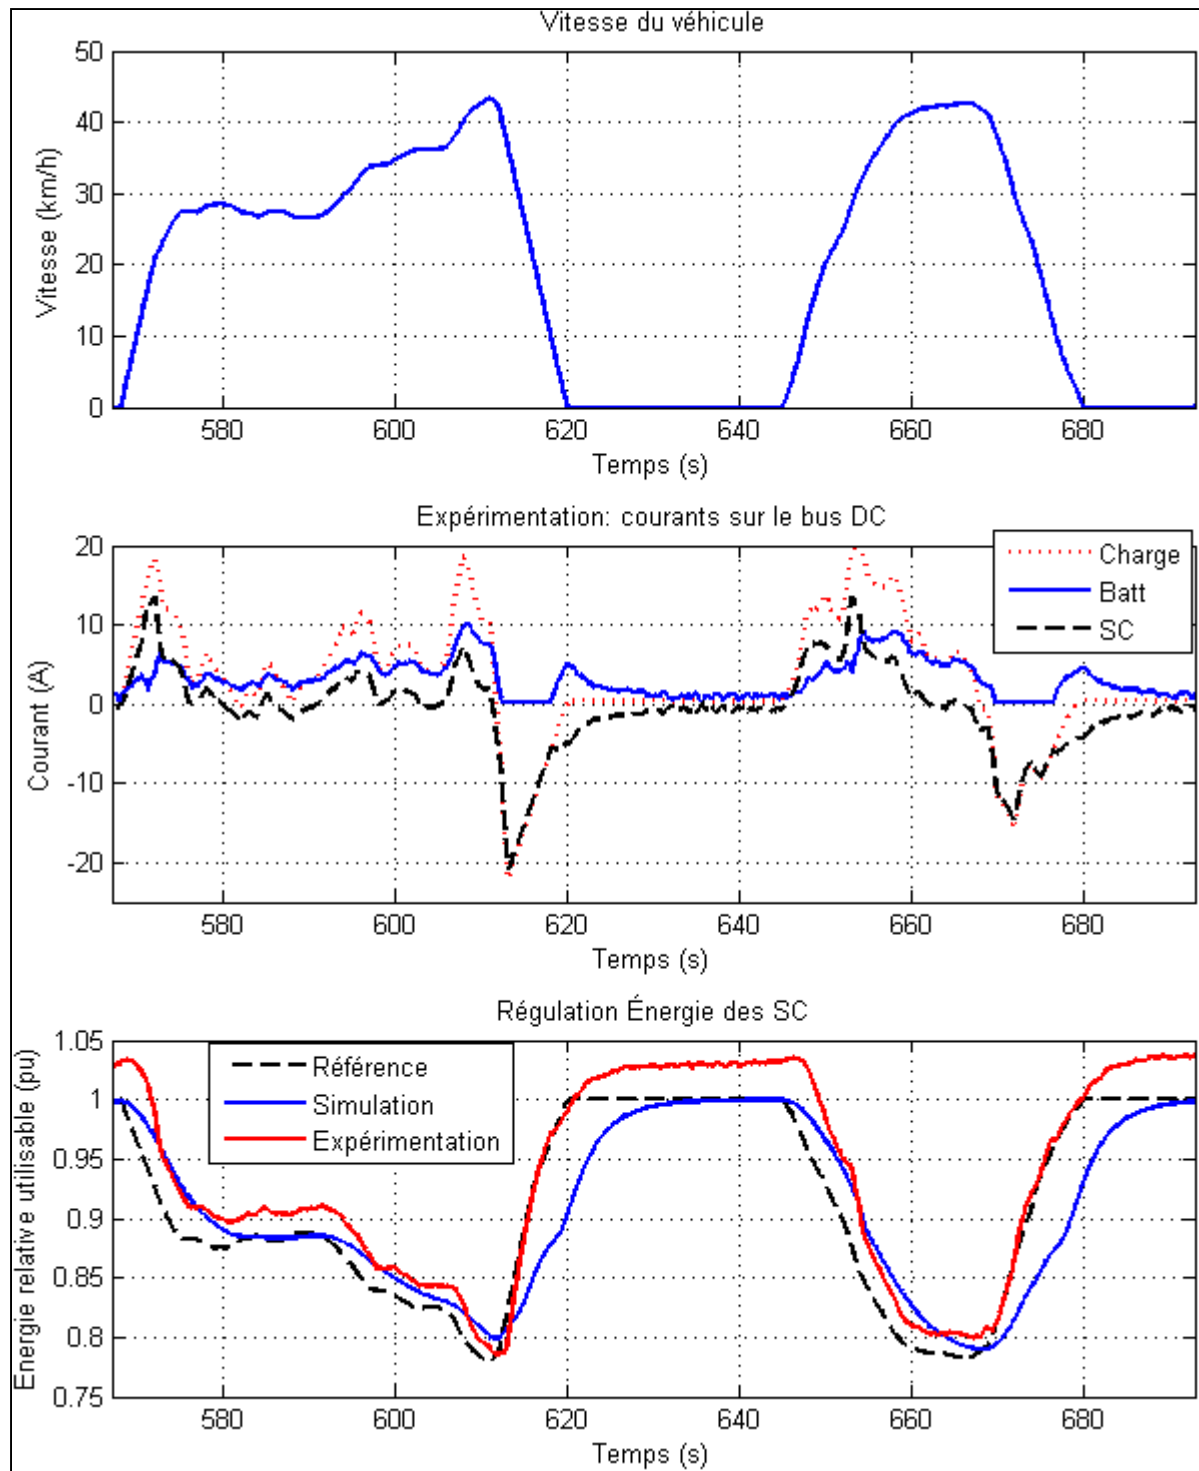 Vitesse du véhicule
50
40
30
20
10
0
Vitesse (km/h)
580 600 620 640 660 680
Temps (s)
Expérimentation: courants sur le bus DC
20
10
0
-10
-20
Courant (A)
Charge
Batt
SC
580 600 620 640 660 680
Temps (s)
Régulation Énergie des SC
1.05
1
0.95
0.9
0.85
0.8
0.75
Energie relative utilisable (pu)
Référence
Simulation
Expérimentation
580 600 620 640 660 680
Temps (s)